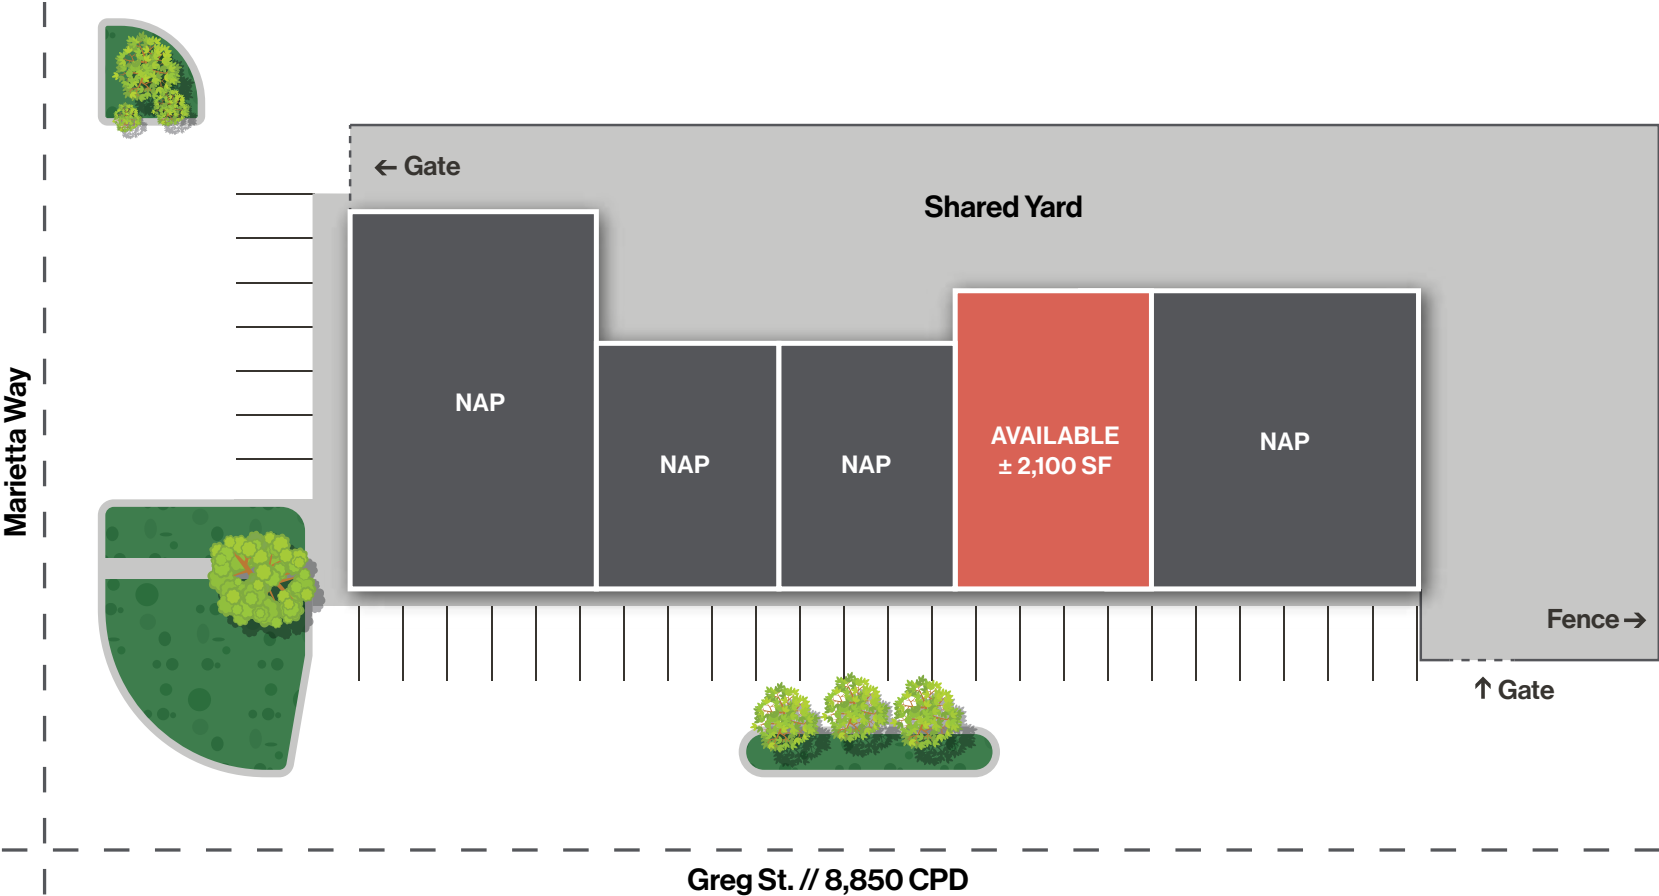 ← Gate
Shared Yard
NAP
NAP
NAP
AVAILABLE
± 2,100 SF
NAP
Marietta Way
Fence →
↑ Gate
Greg St. // 8,850 CPD